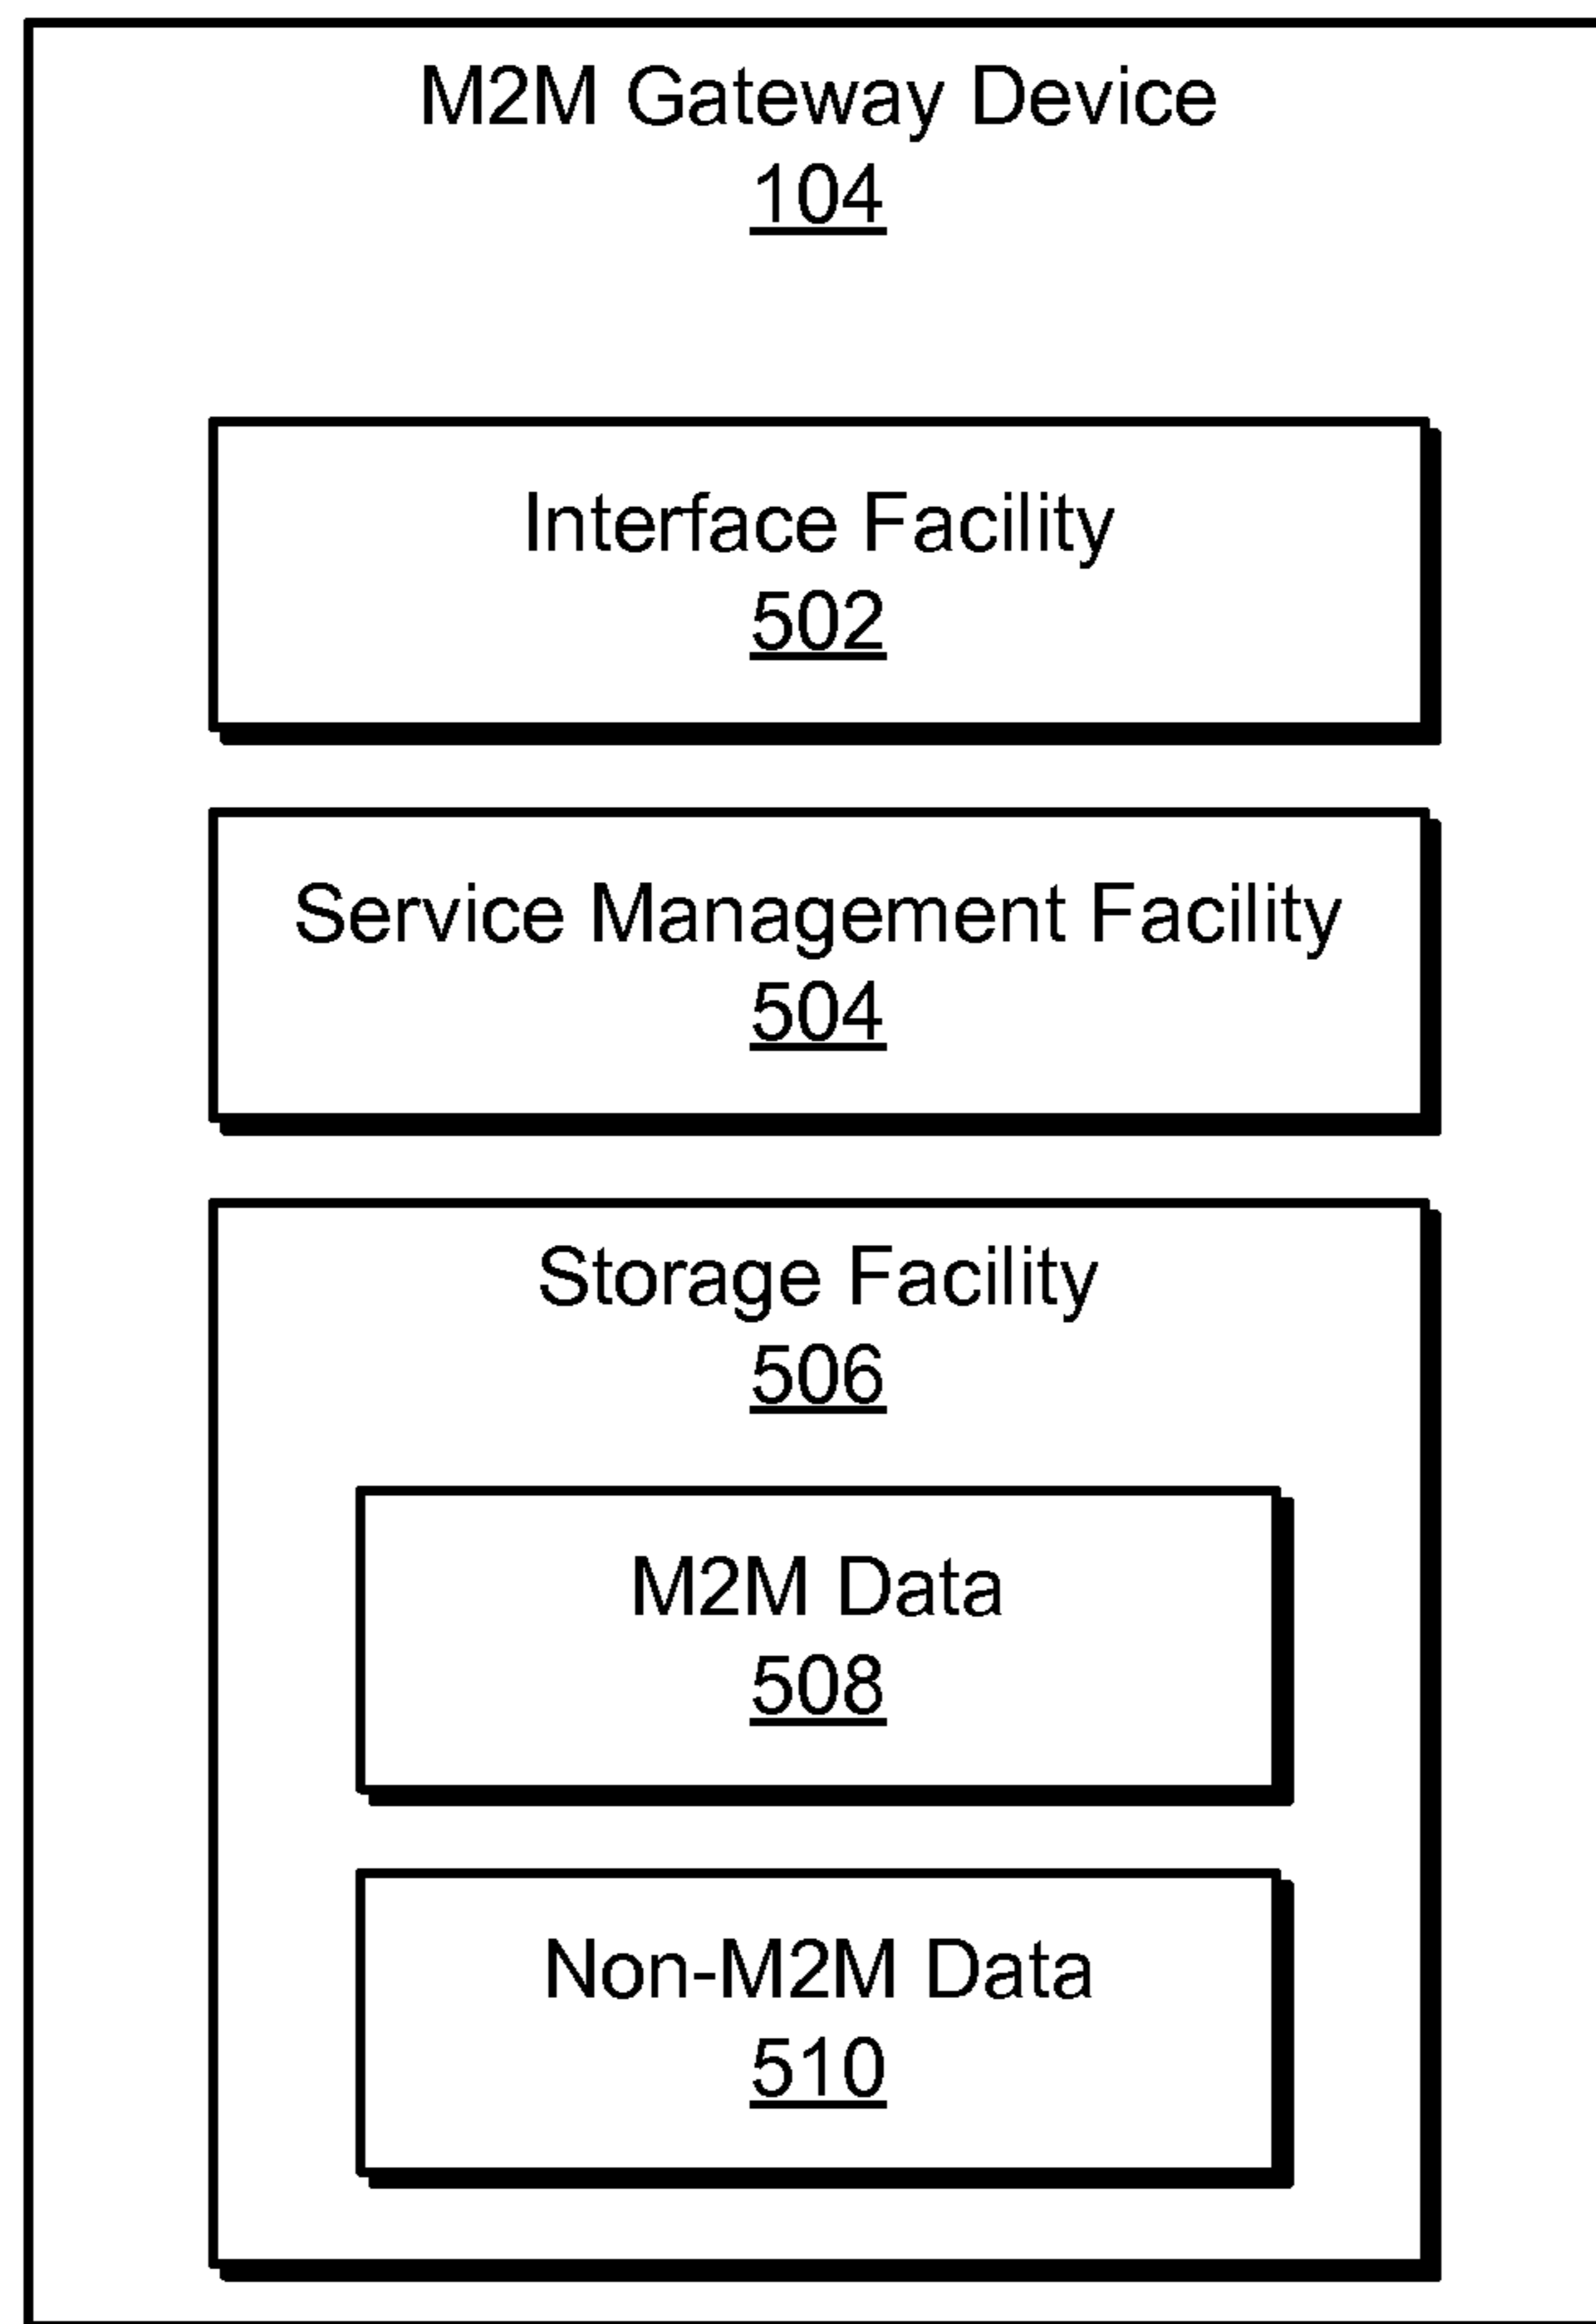 M2M Gateway Device
104
Interface Facility
502
Service Management Facility
504
Storage Facility
506
M2M Data
508
Non-M2M Data
510